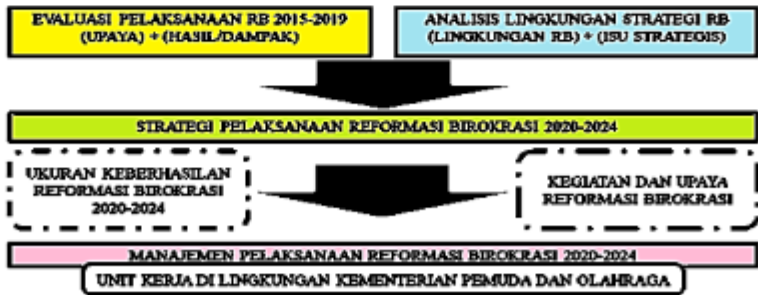 EVALUASI PELAKSANAAN RB 2015-2019
(UPAYA) + (HASIL/DAMPAK)
ANALISIS LINGKUNGAN STRATEGI RB
(LINGKUNGAN RB) + (ISU STRATEGIS)
STRATEGI PELAKSANAAN REFORMASI BIROKRASI 2020-2024
UKURAN KEBERHASILAN
REFORMASI BIROKRASI
2020-2024
KEGIATAN DAN UPAYA
REFORMASI BIROKRASI
MANAJEMEN PELAKSANAAN REFORMASI BIROKRASI 2020-2024
UNIT KERJA DI LINGKUNGAN KEMENTERIAN PEMUDA DAN OLAHRAGA